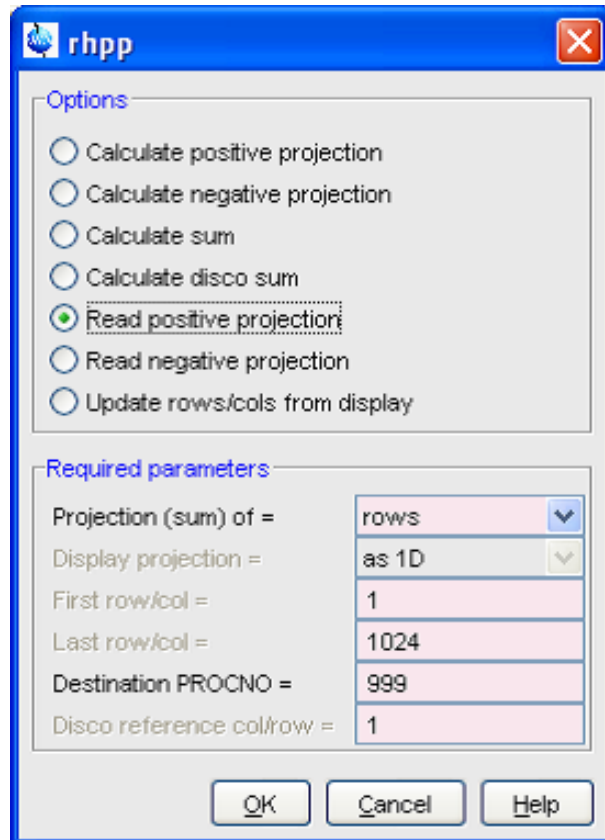 rhpp
Options
Calculate positive projection
Calculate negative projection
Calculate sum
Calculate disco sum
Read positive projection
Read negative projection
Update rows/cols from display
Required parameters
Projection (sum) of = rows
Display projection = as 1D
First row/col = 1
Last row/col = 1024
Destination PROCNO = 999
Disco reference col/row = 1
OK Cancel Help